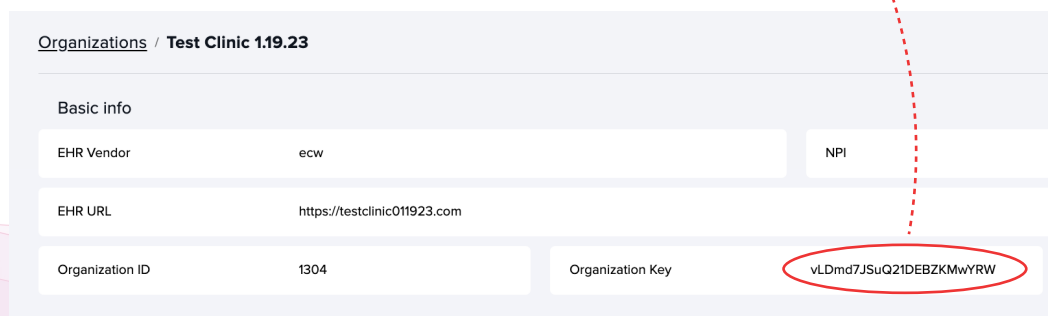 Organizations / Test Clinic 1.19.23
Basic info
EHR Vendor ecw NPI
EHR URL https://testclinic011923.com
Organization ID 1304 Organization Key vLDmd7JSuQ21DEBZKMwYRW